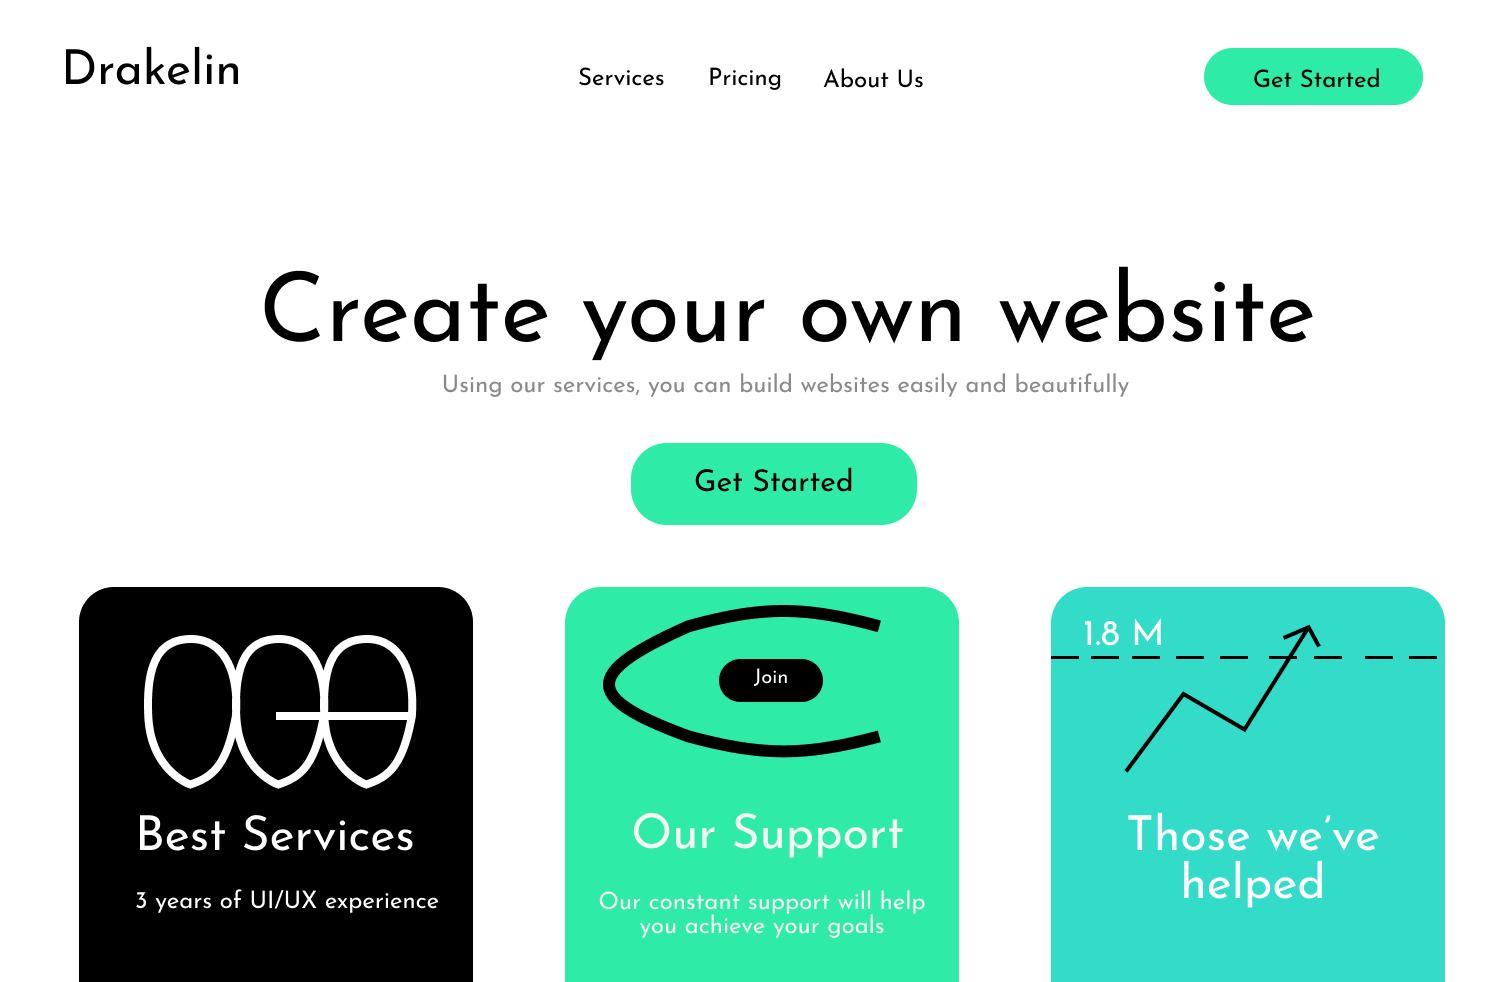 Drakelin
Services
Pricing
About Us
Get Started
Create your own website
Using our services, you can build websites easily and beautifully
Get Started
Best Services
3 years of UI/UX experience
Join
Our Support
Our constant support will help
you achieve your goals
1.8 M
Those we’ve
helped